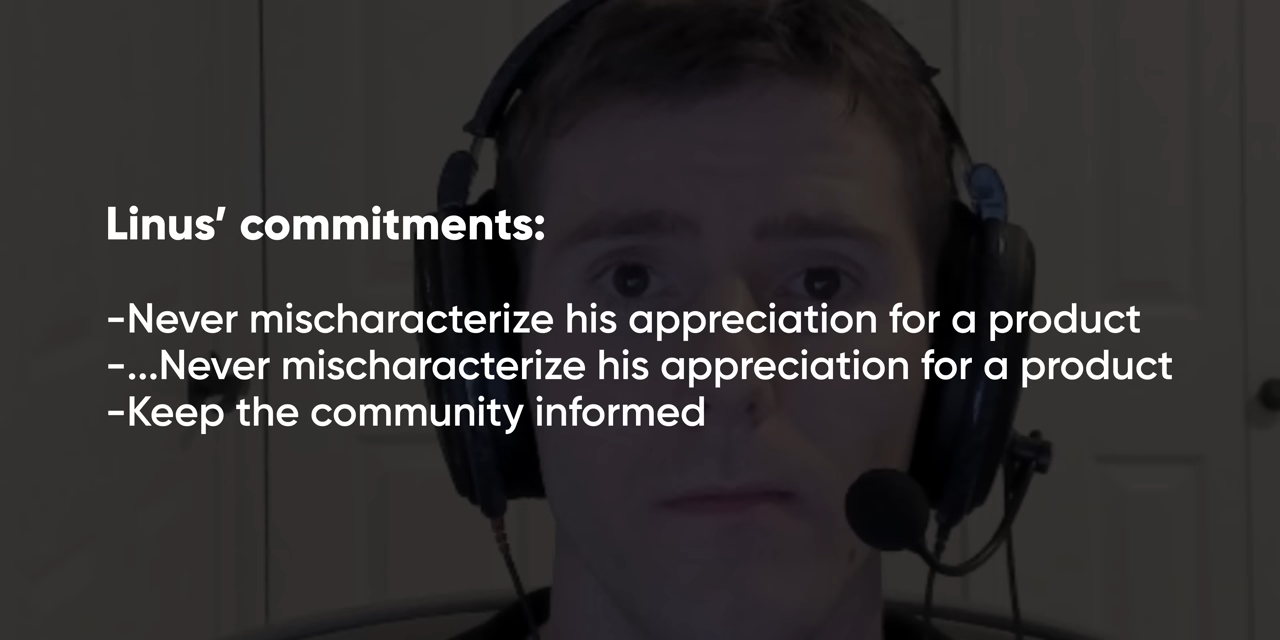 Linus’ commitments:
-Never mischaracterize his appreciation for a product
-...Never mischaracterize his appreciation for a product
-Keep the community informed